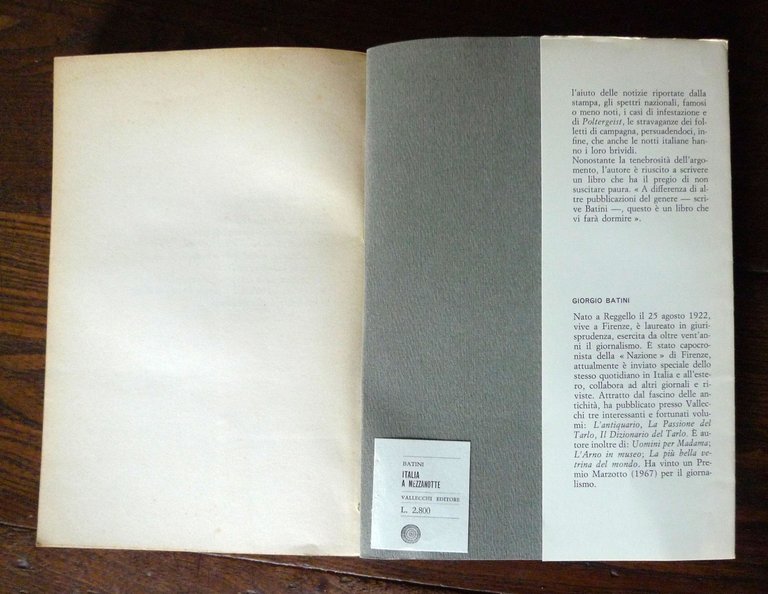 l'aiuto delle notizie riportate dalla
stampa, gli spettri nazionali, famosi
o meno noti, i casi di infestazione e
di Poltergeist, le stravaganze dei fol-
letti di campagna, persuadendoci, in-
fine, che anche le notti italiane han-
no i loro brividi.
Nonostante la tenebrosità dell'argo-
mento, l'autore è riuscito a scrivere
un libro che ha il pregio di non
suscitare paura. « A differenza di al-
tre pubblicazioni del genere — scri-
ve Batini —, questo è un libro che
vi farà dormire ».
GIORGIO BATINI
Nato a Reggello il 25 agosto 1922,
vive a Firenze, è laureato in giuri-
sprudenza, esercita da oltre vent'an-
ni il giornalismo. È stato capocro-
nista della « Nazione » di Firenze,
attualmente è inviato speciale dello
stesso quotidiano in Italia e all'este-
ro, collabora ad altri giornali e ri-
viste. Attratto dal fascino delle an-
tichità, ha pubblicato presso Vallec-
chi tre interessanti e fortunati volu-
mi: L'antiquario, La Passione del
Tarlo, Il Dizionario del Tarlo. È au-
tore inoltre di: Uomini per Madama;
L'Arno in museo; La più bella ve-
trina del mondo. Ha vinto un Pre-
mio Marzotto (1967) per il giorna-
lismo.
BATINI
ITALIA
A MEZZANOTTE
VALLECCHI EDITORE
L. 2.800